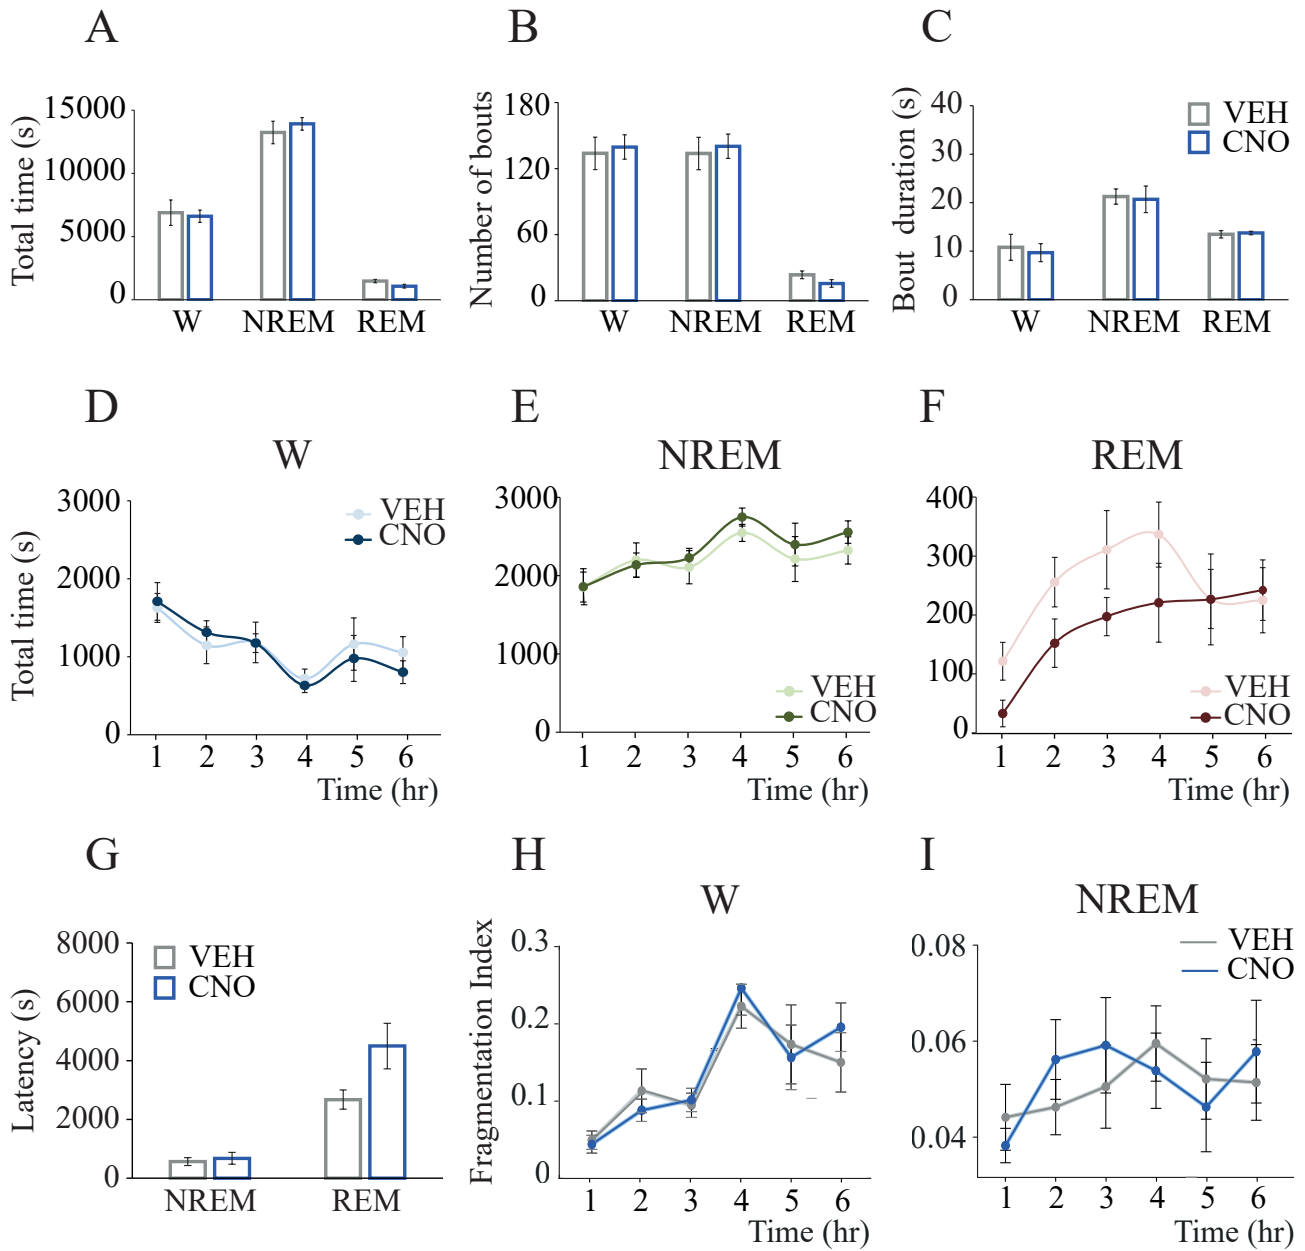 A
B
C
Total time (s)
15000
10000
5000
0
W
NREM
REM
Number of bouts
180
120
60
0
W
NREM
REM
Bout duration (s)
40
30
20
10
0
W
NREM
REM
VEH
CNO
D
E
F
W
NREM
REM
Total time (s)
3000
2000
1000
0
VEH
CNO
1 2 3 4 5 6
Time (hr)
3000
2000
1000
0
VEH
CNO
1 2 3 4 5 6
Time (hr)
400
300
200
100
0
VEH
CNO
1 2 3 4 5 6
Time (hr)
G
H
I
W
NREM
Latency (s)
8000
6000
4000
2000
0
VEH
CNO
NREM
REM
Fragmentation Index
0.3
0.2
0.1
0
1 2 3 4 5 6
Time (hr)
0.08
0.06
0.04
VEH
CNO
1 2 3 4 5 6
Time (hr)